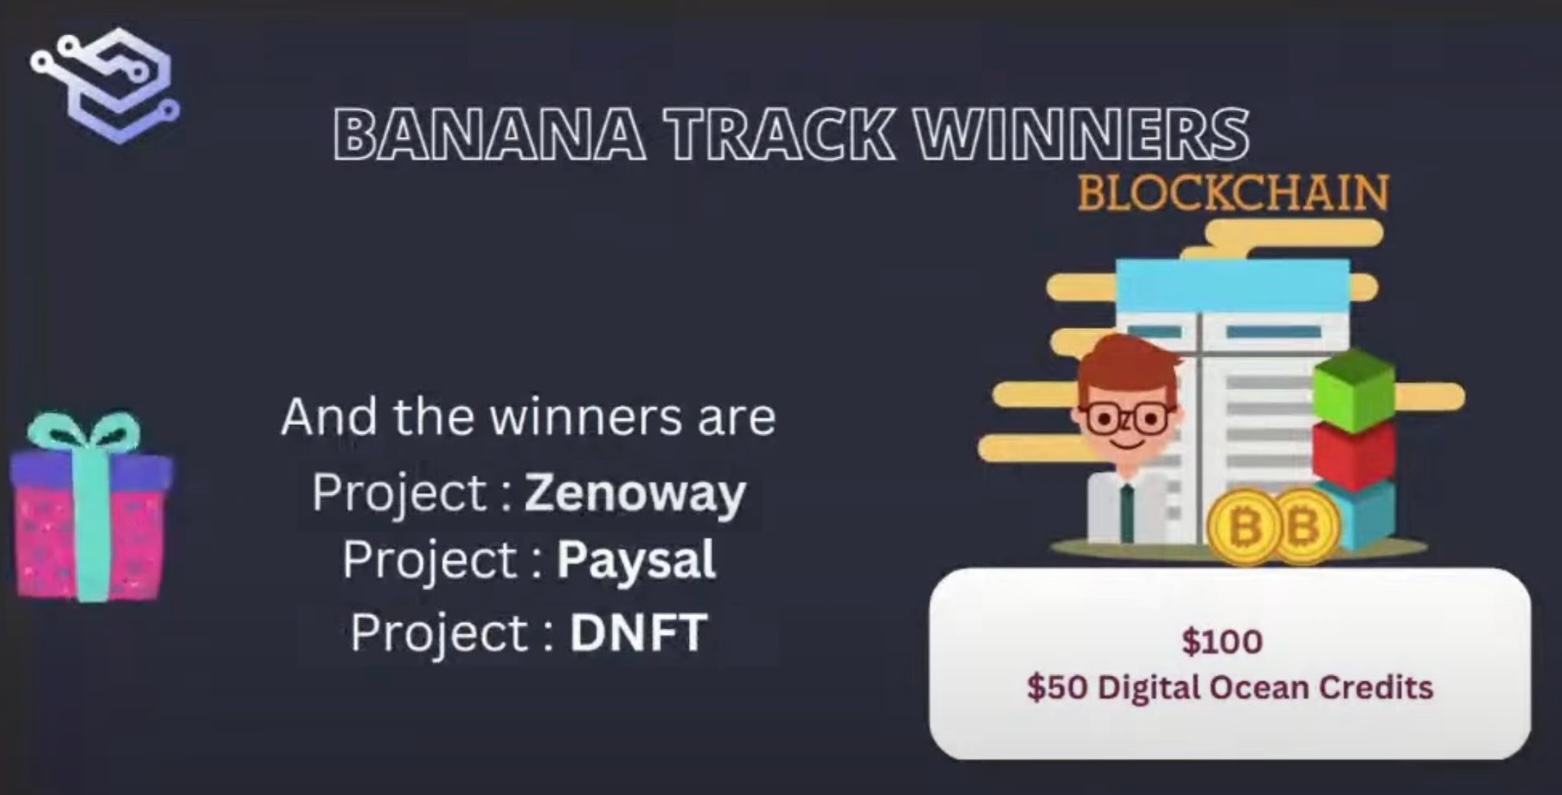 BANANA TRACK WINNERS
BLOCKCHAIN
And the winners are
Project : Zenoway
Project : Paysal
Project : DNFT
B B
$100
$50 Digital Ocean Credits